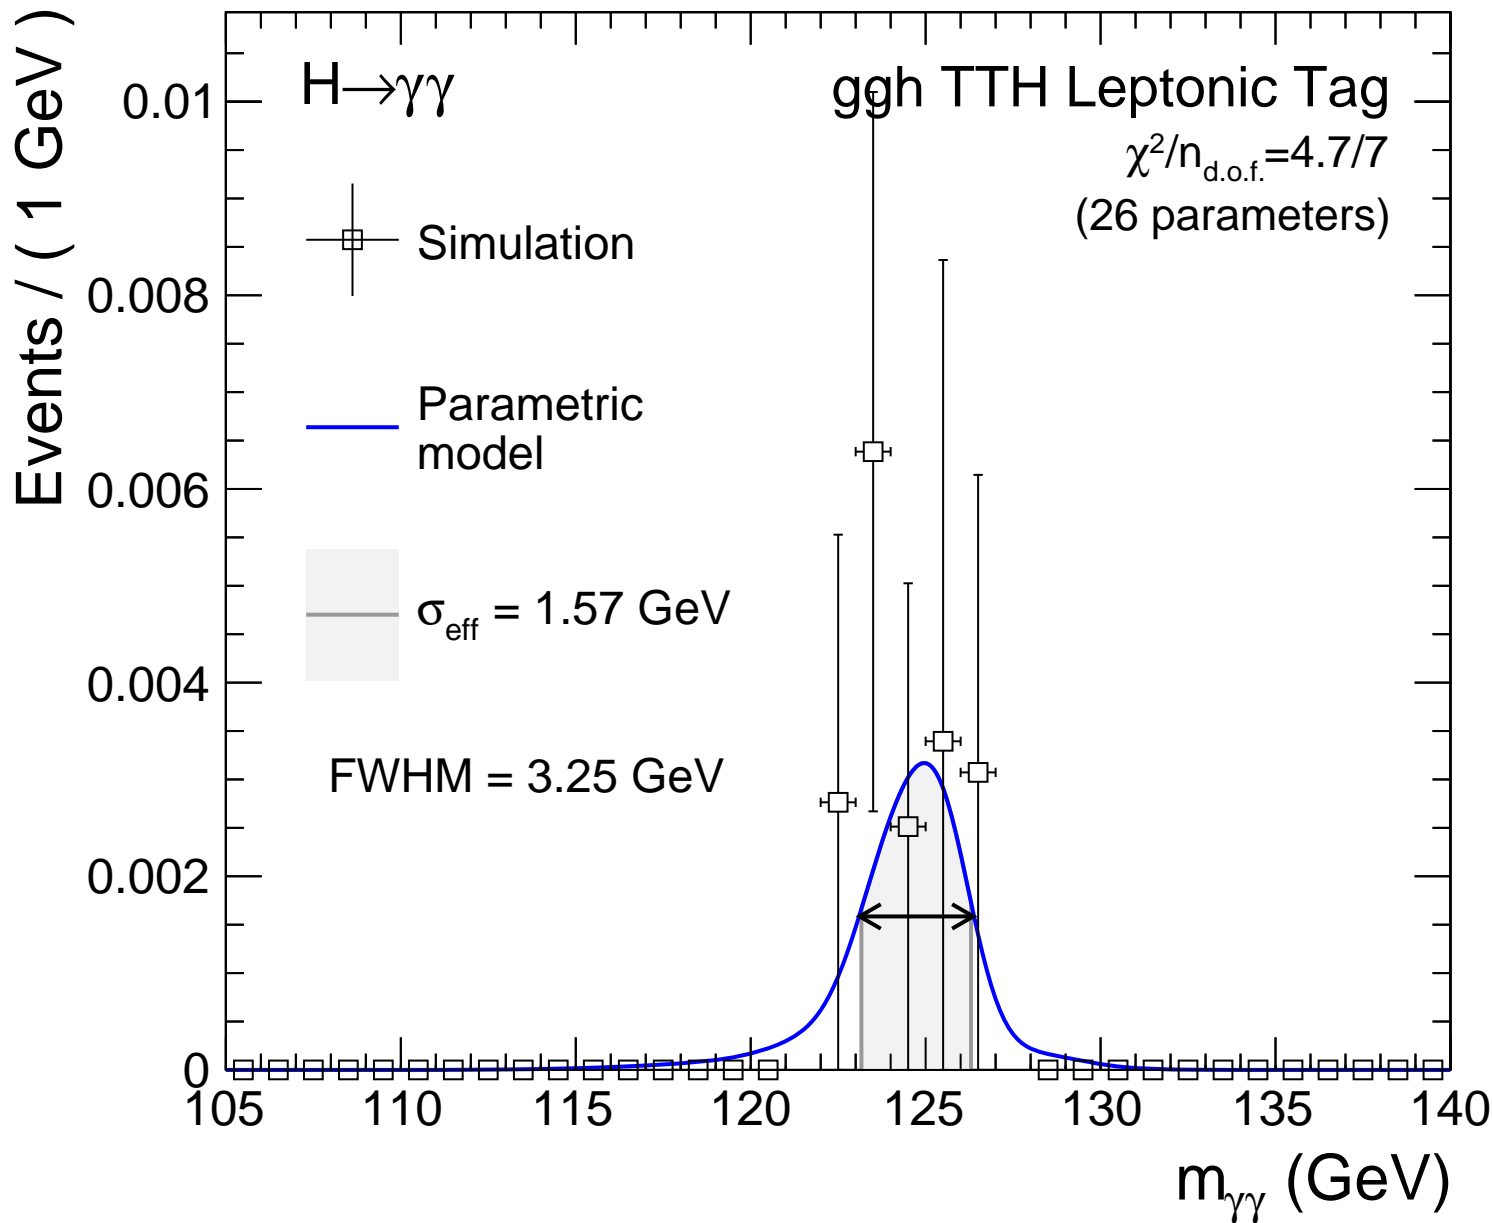 Events / ( 1 GeV )
0.01
0.008
0.006
0.004
0.002
0
H→γγ
ggh TTH Leptonic Tag
χ²/n_d.o.f.=4.7/7
(26 parameters)
Simulation
Parametric
model
σ_eff = 1.57 GeV
FWHM = 3.25 GeV
105 110 115 120 125 130 135 140
m_γγ (GeV)